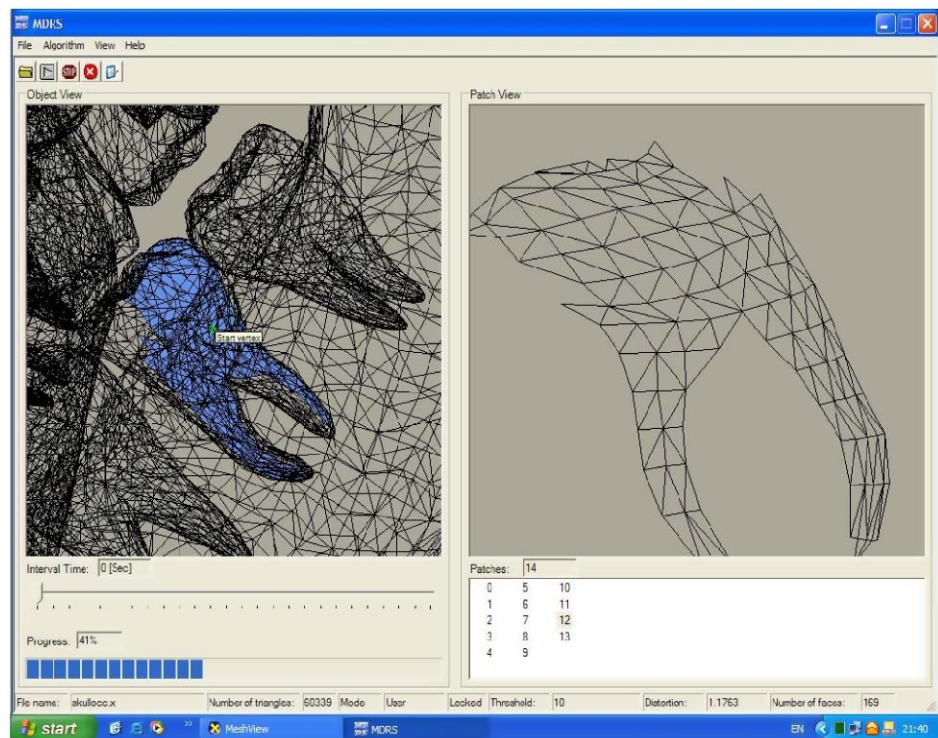 MDRS
File Algorithm View Help
STOP
Object View
Patch View
Start vertex
Interval Time: 0 [Sec]
Progress: 41%
Patches: 14
0 5 10
1 6 11
2 7 12
3 8 13
4 9
File name: skullocc.x Number of triangles: 60339 Mode User Locked Threshold: 10 Distortion: 1.1763 Number of faces: 169
start MeshView MDRS EN 21:40